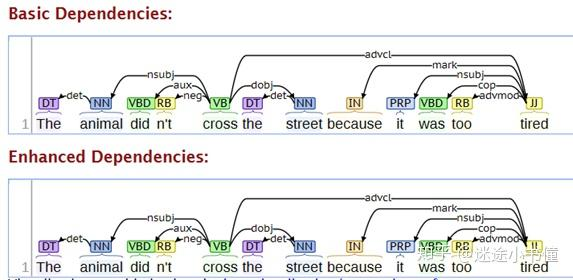 Basic Dependencies:
advcl
mark
nsubj nsubj
aux dobj cop
det neg det advmod
DT NN VBD RB VB DT NN IN PRP VBD RB JJ
1 The animal did n't cross the street because it was too tired
Enhanced Dependencies:
advcl
mark
nsubj nsubj
aux dobj cop
det neg det advmod
DT NN VBD RB VB DT NN IN PRP VBD RB JJ
1 The animal did n't cross the street because it was too tired
知乎 @迷途小书僮